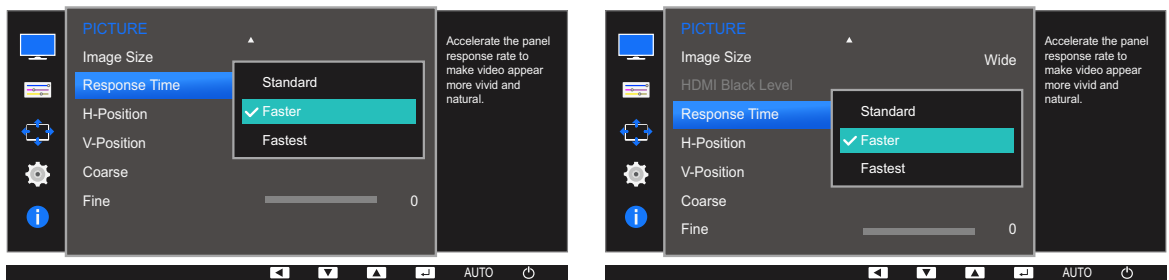 PICTURE
Image Size
Response Time
H-Position
V-Position
Coarse
Fine
0
Standard
Faster
Fastest
Accelerate the panel
response rate to
make video appear
more vivid and
natural.
AUTO
PICTURE
Image Size
Wide
HDMI Black Level
Response Time
H-Position
V-Position
Coarse
Fine
0
Standard
Faster
Fastest
Accelerate the panel
response rate to
make video appear
more vivid and
natural.
AUTO